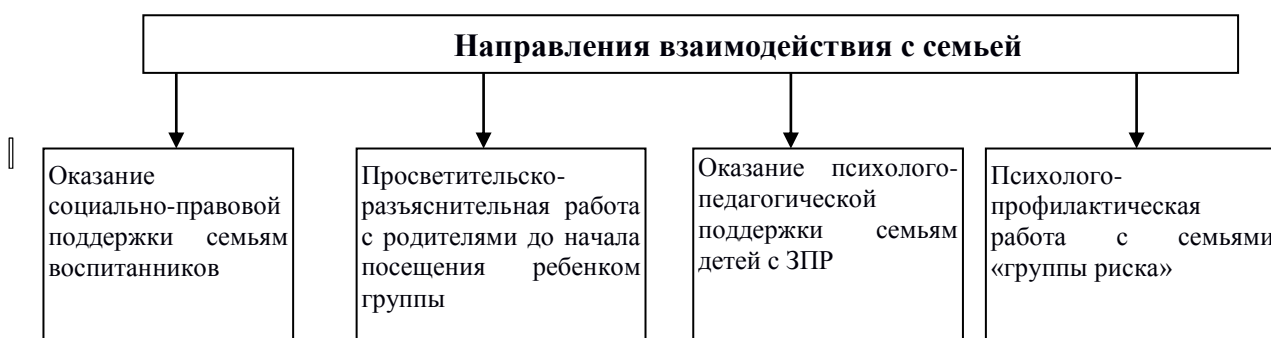 Направления взаимодействия с семьей
Оказание
социально-правовой
поддержки семьям
воспитанников
Просветительско-
разъяснительная работа
с родителями до начала
посещения ребенком
группы
Оказание психолого-
педагогической
поддержки семьям
детей с ЗПР
Психолого-
профилактическая
работа с семьями
«группы риска»